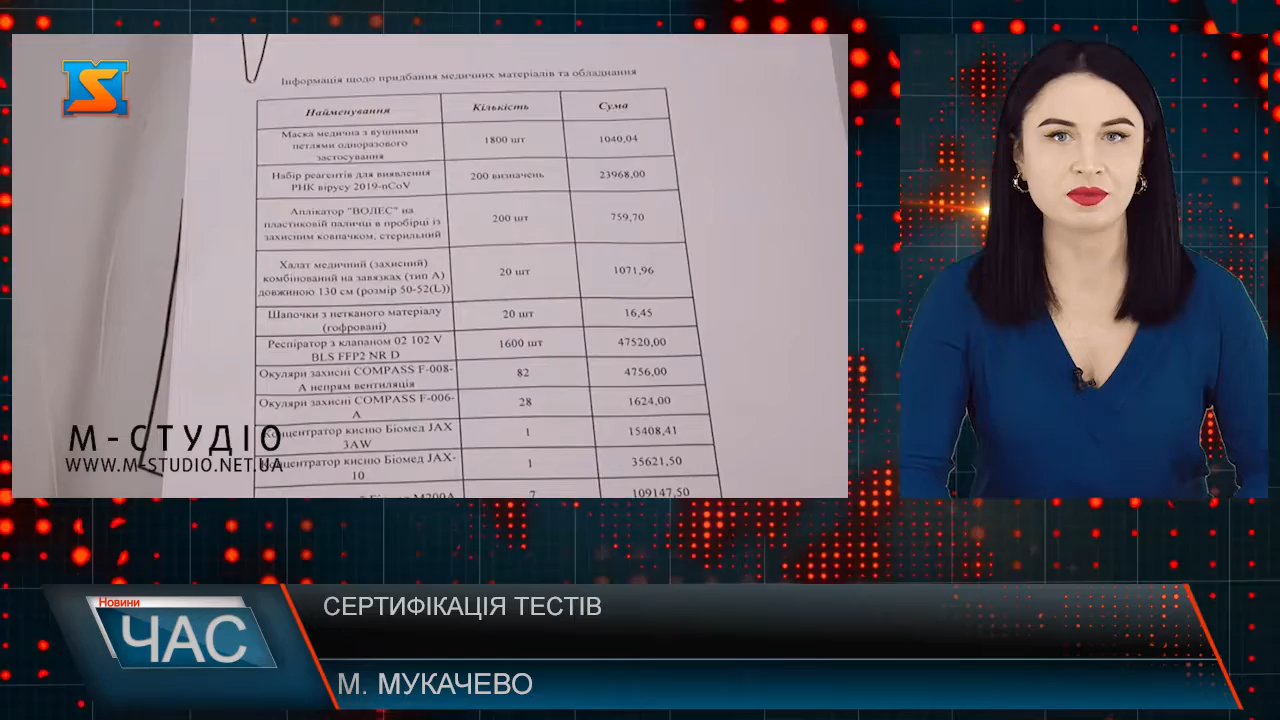 Інформація щодо придбання медичних матеріалів та обладнання
Найменування Кількість Сума
Маска медична з вушними
петлями одноразового
застосування
1800 шт 1040,04
Набір реагентів для виявлення
РНК вірусу 2019-nCoV
200 визначень 23968,00
Аплікатор "ВОЛЕС" на
пластиковій паличці в пробірці із
захисним ковпачком, стерильний
200 шт 759,70
Халат медичний (захисний)
комбінований на завязках (тип А)
довжиною 130 см (розмір 50-52(L))
20 шт 1071,96
Шапочки з нетканого матеріалу
(гофровані)
20 шт 16,45
Респіратор з клапаном 02 102 V
BLS FFP2 NR D
1600 шт 47520,00
Окуляри захисні COMPASS F-008-
А непрям вентиляція
82 4756,00
Окуляри захисні COMPASS F-006-
А
28 1624,00
Концентратор кисню Біомед JAX
3AW
1 15408,41
Концентратор кисню Біомед JAX-
10
1 35621,50
M200A 7 109147,50
М-СТУДІО
WWW.M-STUDIO.NET.UA
Новини
ЧАС
СЕРТИФІКАЦІЯ ТЕСТІВ
М. МУКАЧЕВО